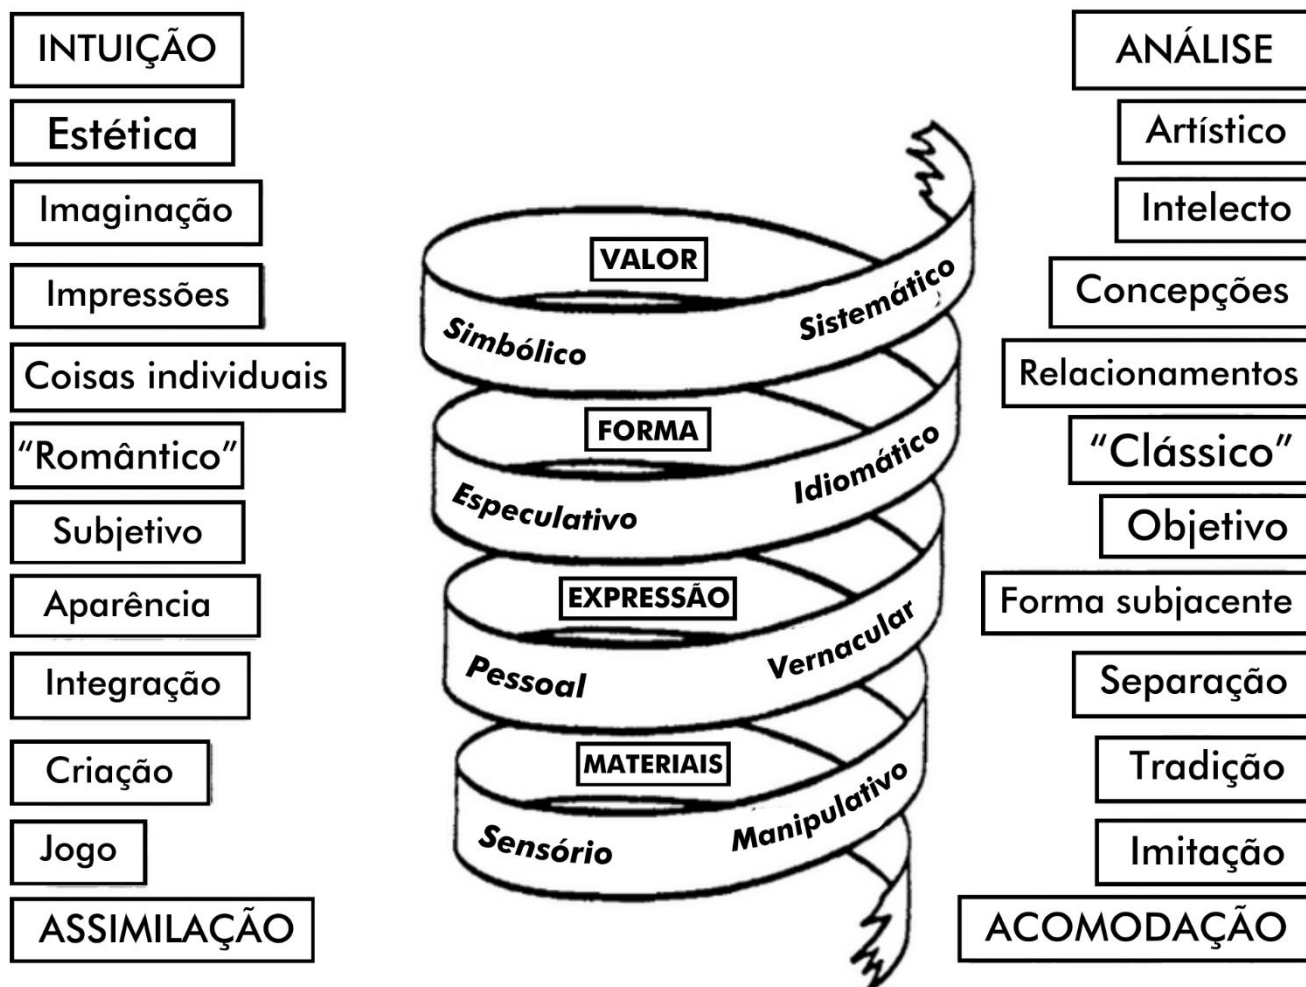 INTUIÇÃO
Estética
Imaginação
Impressões
Coisas individuais
“Romântico”
Subjetivo
Aparência
Integração
Criação
Jogo
ASSIMILAÇÃO
VALOR
Simbólico
Sistemático
FORMA
Especulativo
Idiomático
EXPRESSÃO
Pessoal
Vernacular
MATERIAIS
Sensório
Manipulativo
ANÁLISE
Artístico
Intelecto
Concepções
Relacionamentos
“Clássico”
Objetivo
Forma subjacente
Separação
Tradição
Imitação
ACOMODAÇÃO